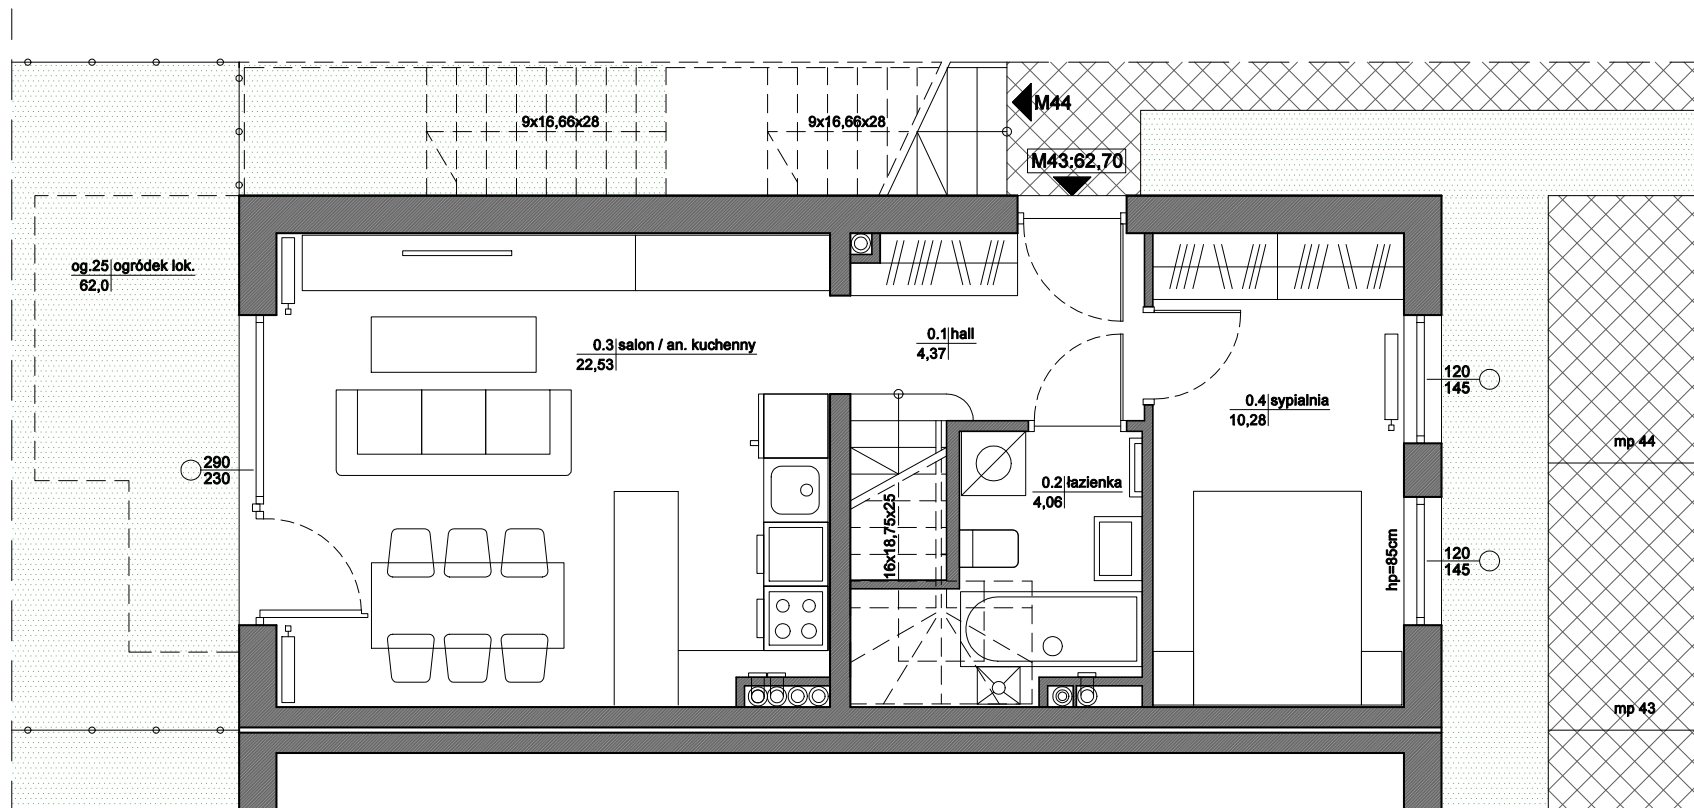 9x16,66x28
9x16,66x28
M44
M43:62,70
og.25 ogródek lok.
62,0
0.3 salon / an. kuchenny
22,53
0.1 hall
4,37
0.4 sypialnia
10,28
120
145
mp 44
290
230
0.2 łazienka
4,06
16x18,75x25
hp=85cm
120
145
mp 43